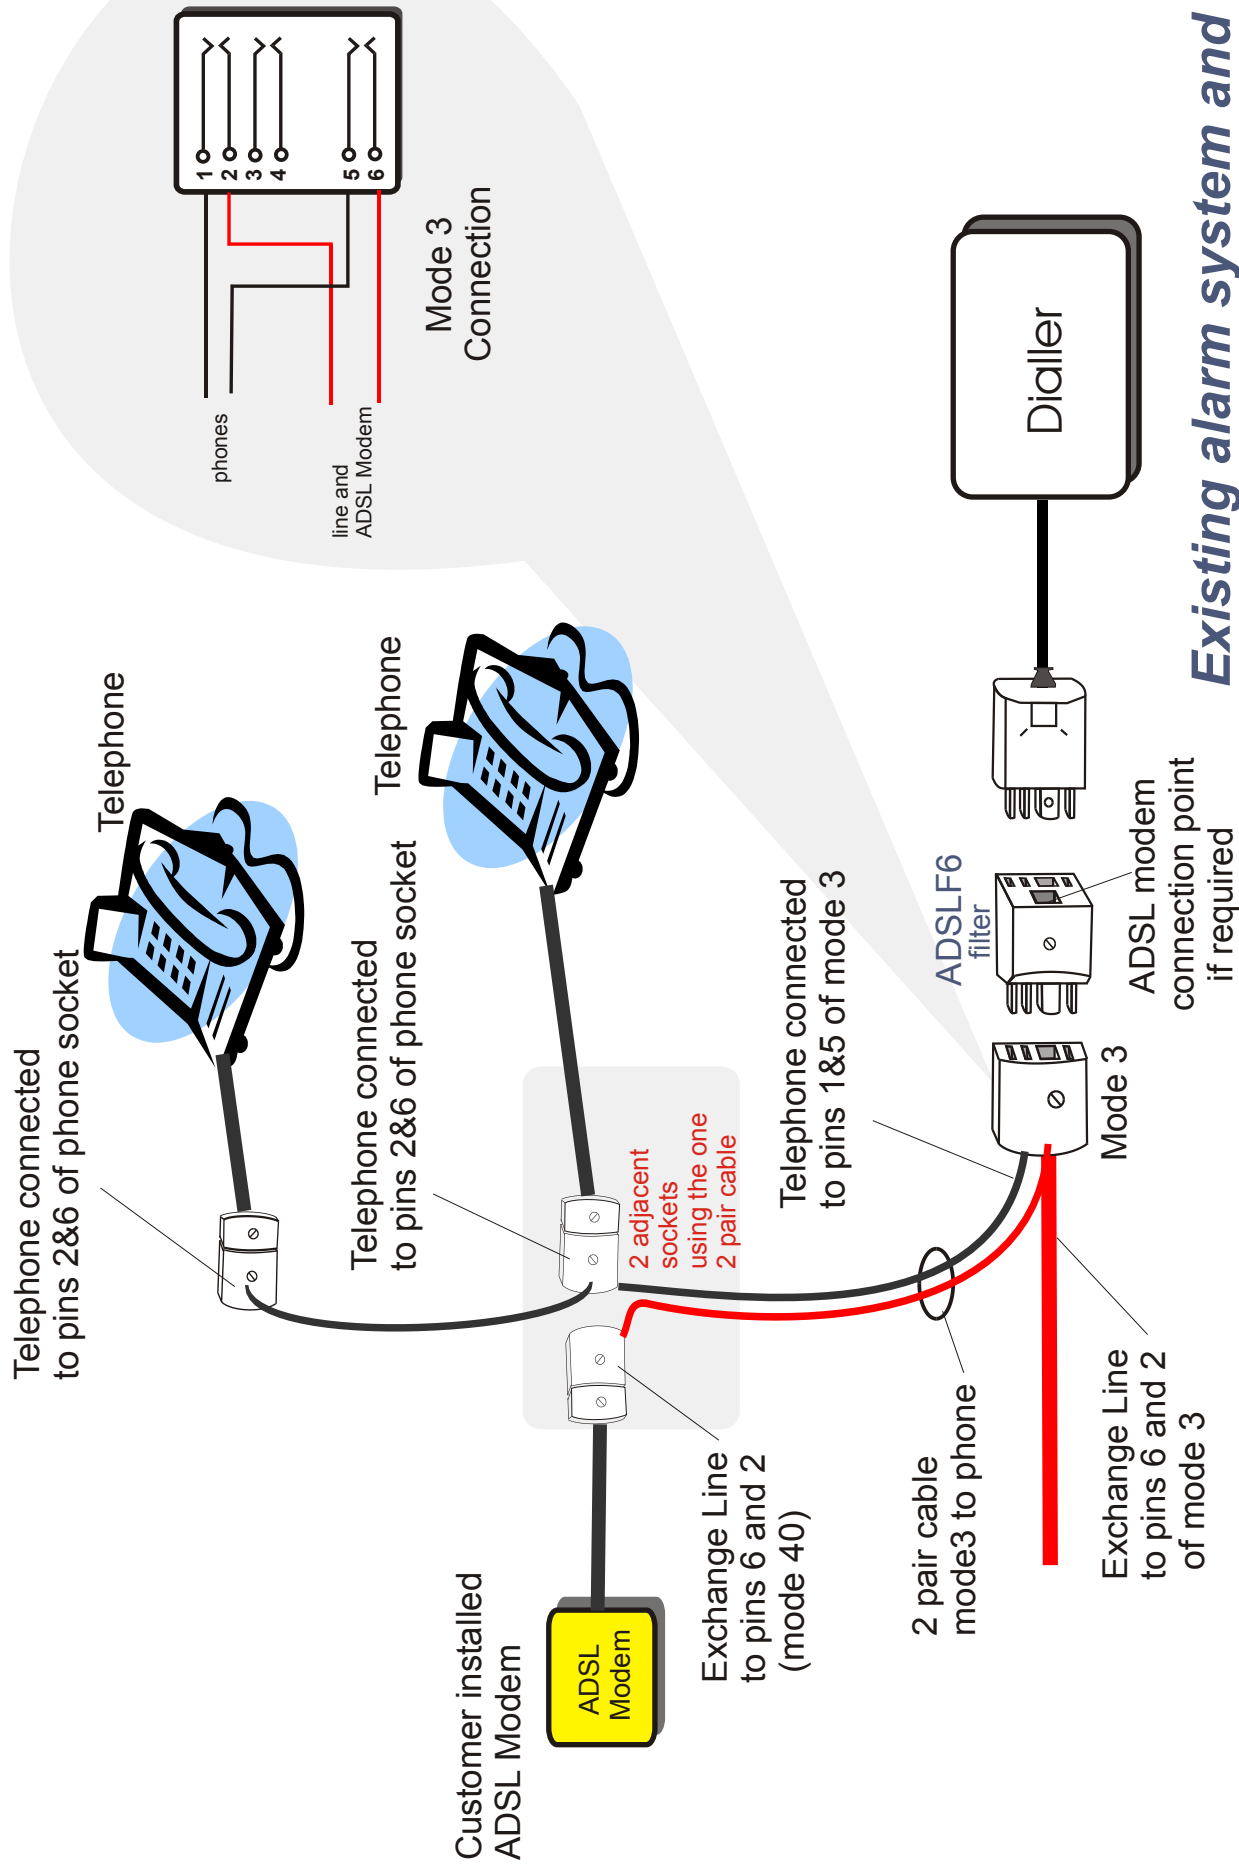 Telephone connected
to pins 2&6 of phone socket
Telephone
Telephone connected
to pins 2&6 of phone socket
Telephone
phones
line and
ADSL Modem
1
2
3
4
5
6
Mode 3
Connection
Customer installed
ADSL Modem
ADSL
Modem
Exchange Line
to pins 6 and 2
(mode 40)
2 adjacent
sockets
using the one
2 pair cable
Telephone connected
to pins 1&5 of mode 3
2 pair cable
mode3 to phone
Exchange Line
to pins 6 and 2
of mode 3
Mode 3
ADSLF6
filter
ADSL modem
connection point
if required
Dialler
Existing alarm system and